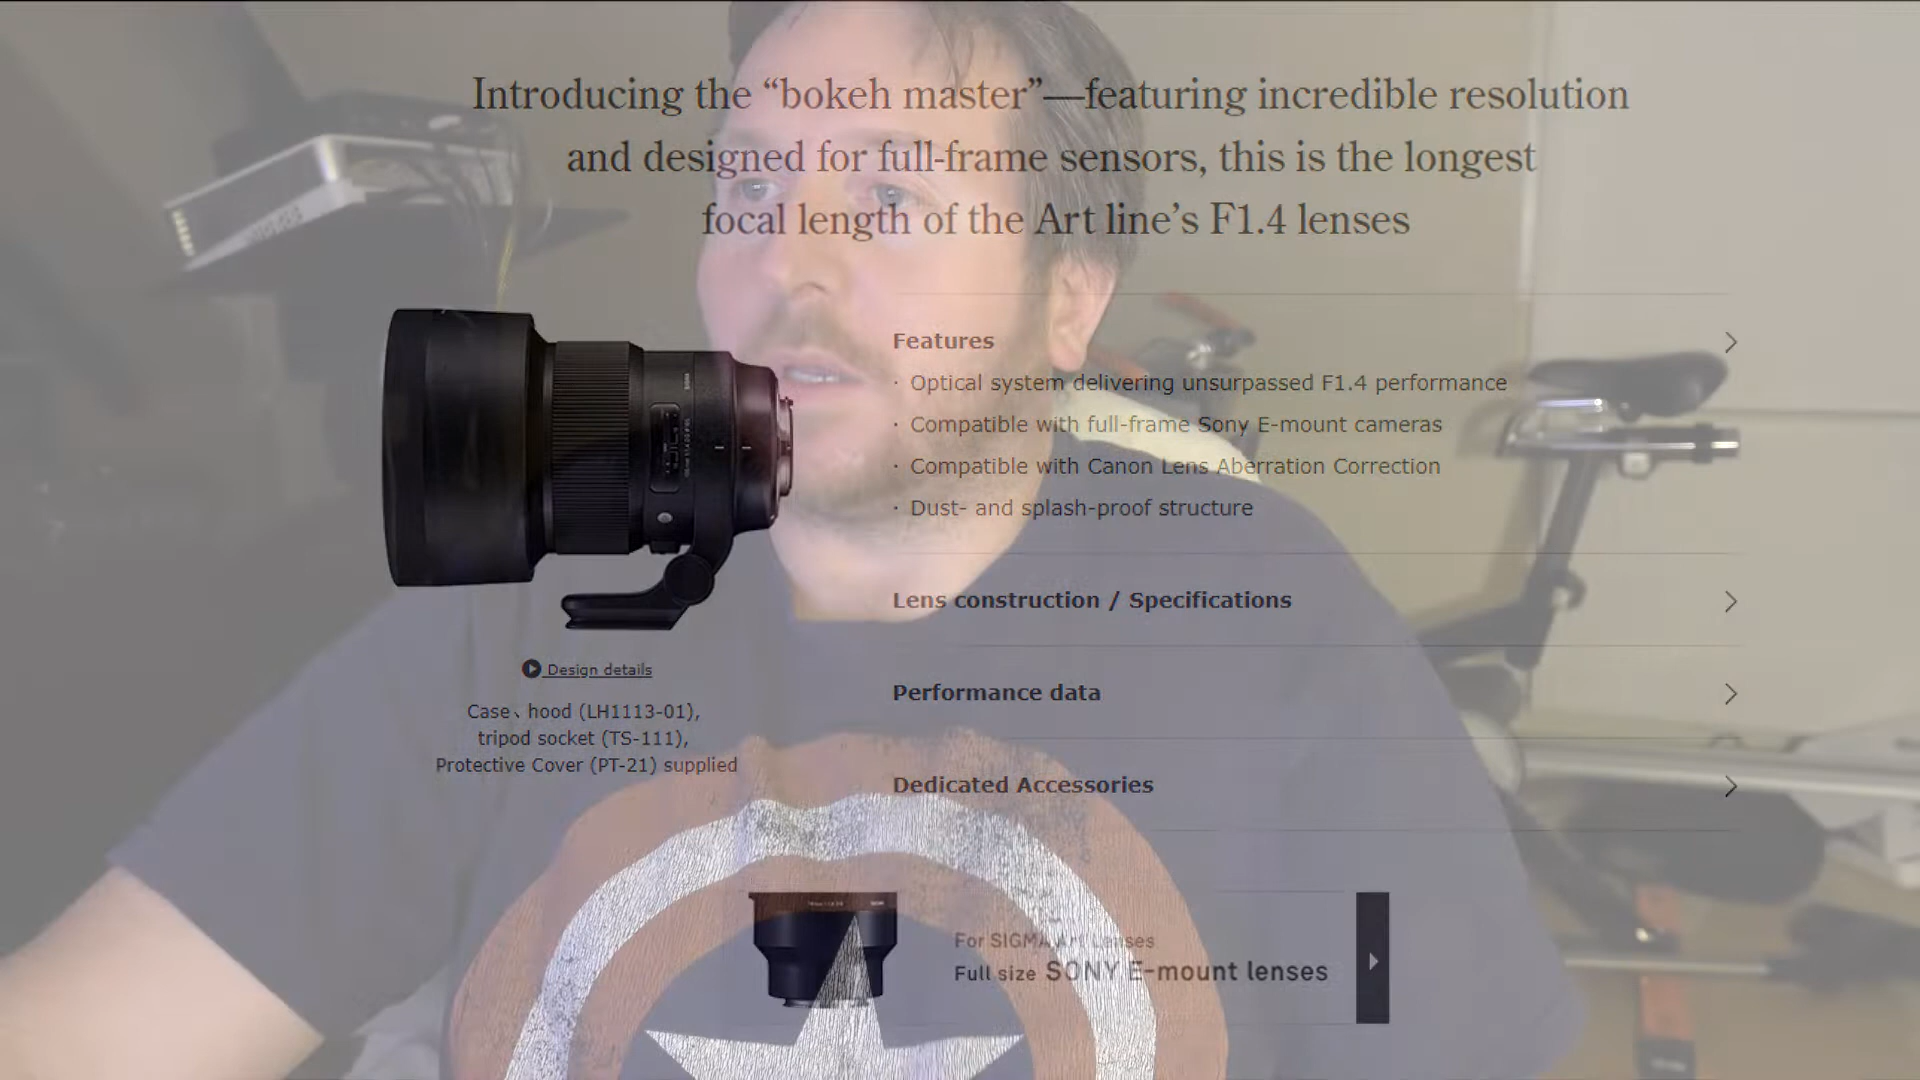 Introducing the “bokeh master”—featuring incredible resolution
and designed for full-frame sensors, this is the longest
focal length of the Art line’s F1.4 lenses
Features
· Optical system delivering unsurpassed F1.4 performance
· Compatible with full-frame Sony E-mount cameras
· Compatible with Canon Lens Aberration Correction
· Dust- and splash-proof structure
Lens construction / Specifications
Design details
Performance data
Case、hood (LH1113-01),
tripod socket (TS-111),
Protective Cover (PT-21) supplied
Dedicated Accessories
For SIGMA Art Lenses
Full size SONY E-mount lenses